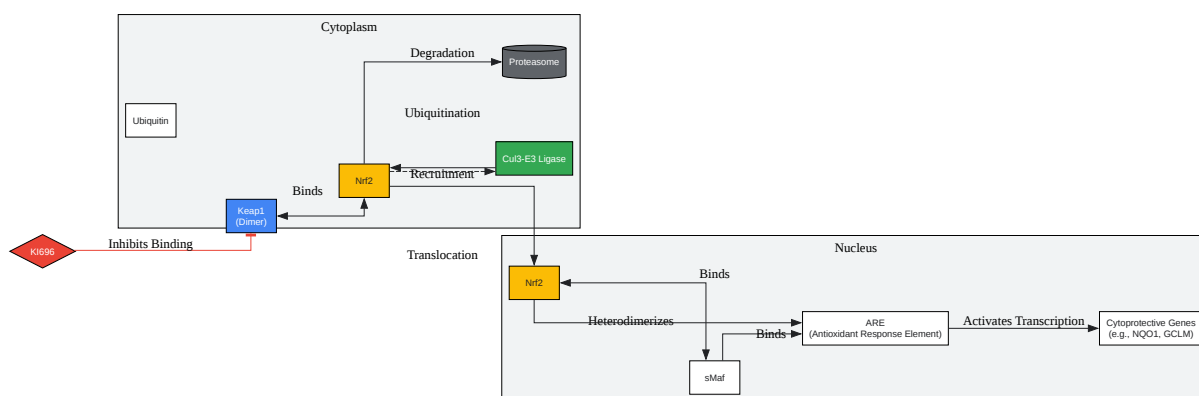 Cytoplasm
Degradation
Proteasome
Ubiquitin
Ubiquitination
Cul3-E3 Ligase
Nrf2
Recruitment
Binds
Keap1
(Dimer)
KI696
Inhibits Binding
Translocation
Nucleus
Nrf2
Binds
Heterodimerizes
Binds
ARE
(Antioxidant Response Element)
Activates Transcription
Cytoprotective Genes
(e.g., NQO1, GCLM)
sMaf